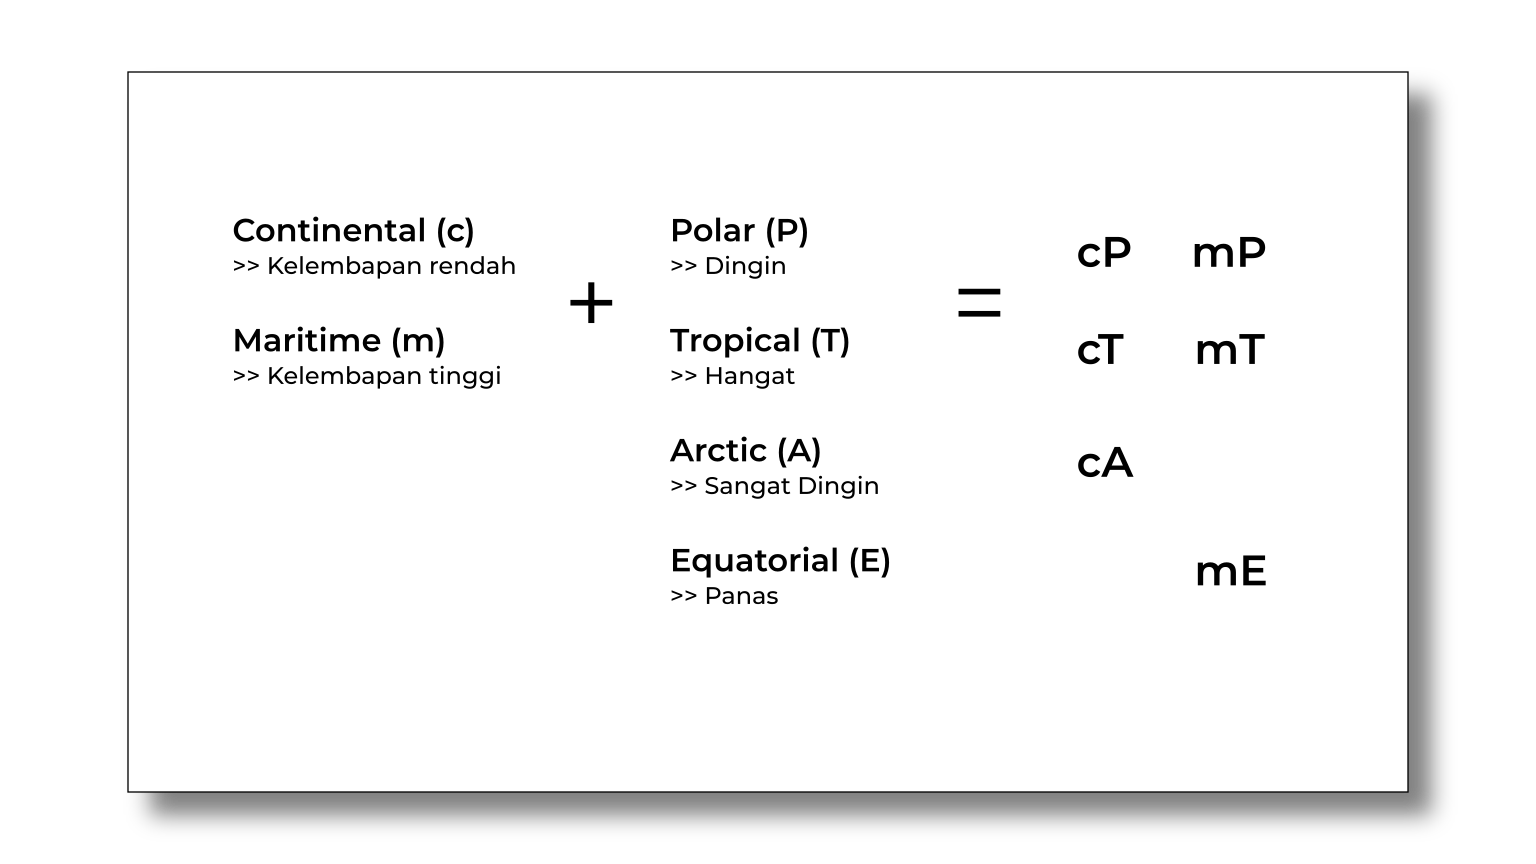 Continental (c)
>> Kelembapan rendah
Maritime (m)
>> Kelembapan tinggi
+
Polar (P)
>> Dingin
Tropical (T)
>> Hangat
Arctic (A)
>> Sangat Dingin
Equatorial (E)
>> Panas
=
cP mP
cT mT
cA
mE